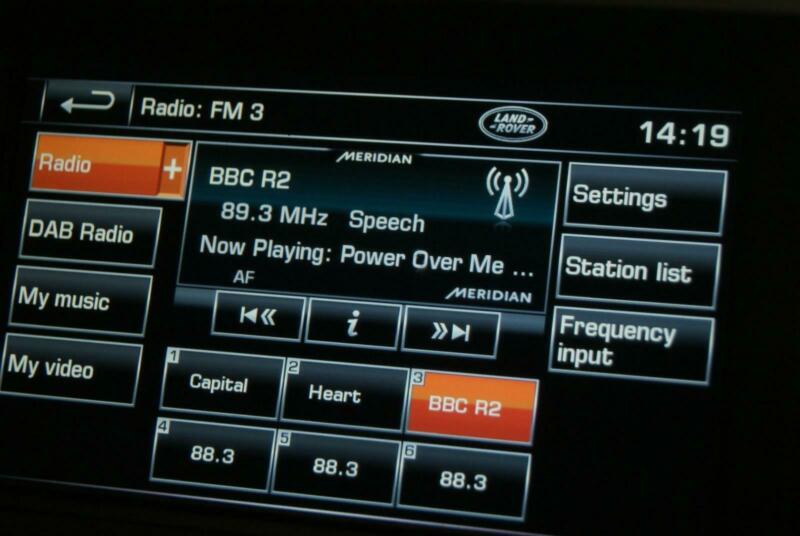 Radio: FM 3
LAND-
-ROVER
14:19
Radio +
DAB Radio
My music
My video
MERIDIAN
BBC R2
89.3 MHz Speech
Now Playing: Power Over Me ...
AF
MERIDIAN
i
Settings
Station list
Frequency
input
1 Capital
2 Heart
3 BBC R2
4 88.3
5 88.3
6 88.3